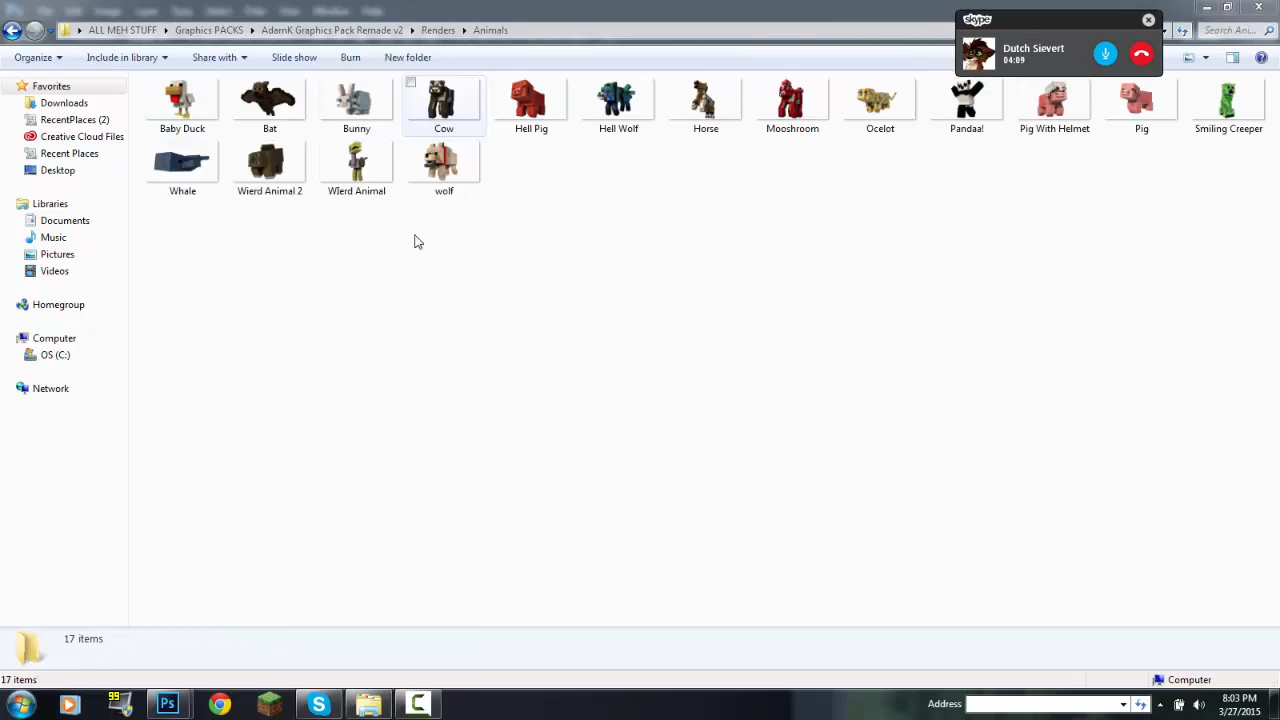 ALL MEH STUFF Graphics PACKS AdamK Graphics Pack Remade v2 Renders Animals
Search Ani...
skype
Dutch Sievert
04:09
Organize Include in library Share with Slide show Burn New folder
Favorites
Downloads
RecentPlaces (2)
Creative Cloud Files
Recent Places
Desktop
Libraries
Documents
Music
Pictures
Videos
Homegroup
Computer
OS (C:)
Network
Baby Duck Bat Bunny Cow Hell Pig Hell Wolf Horse Mooshroom Ocelot Pandaa! Pig With Helmet Pig Smiling Creeper
Whale Wierd Animal 2 WIerd Animal wolf
17 items
17 items Computer
99
Ps
Address
8:03 PM
3/27/2015